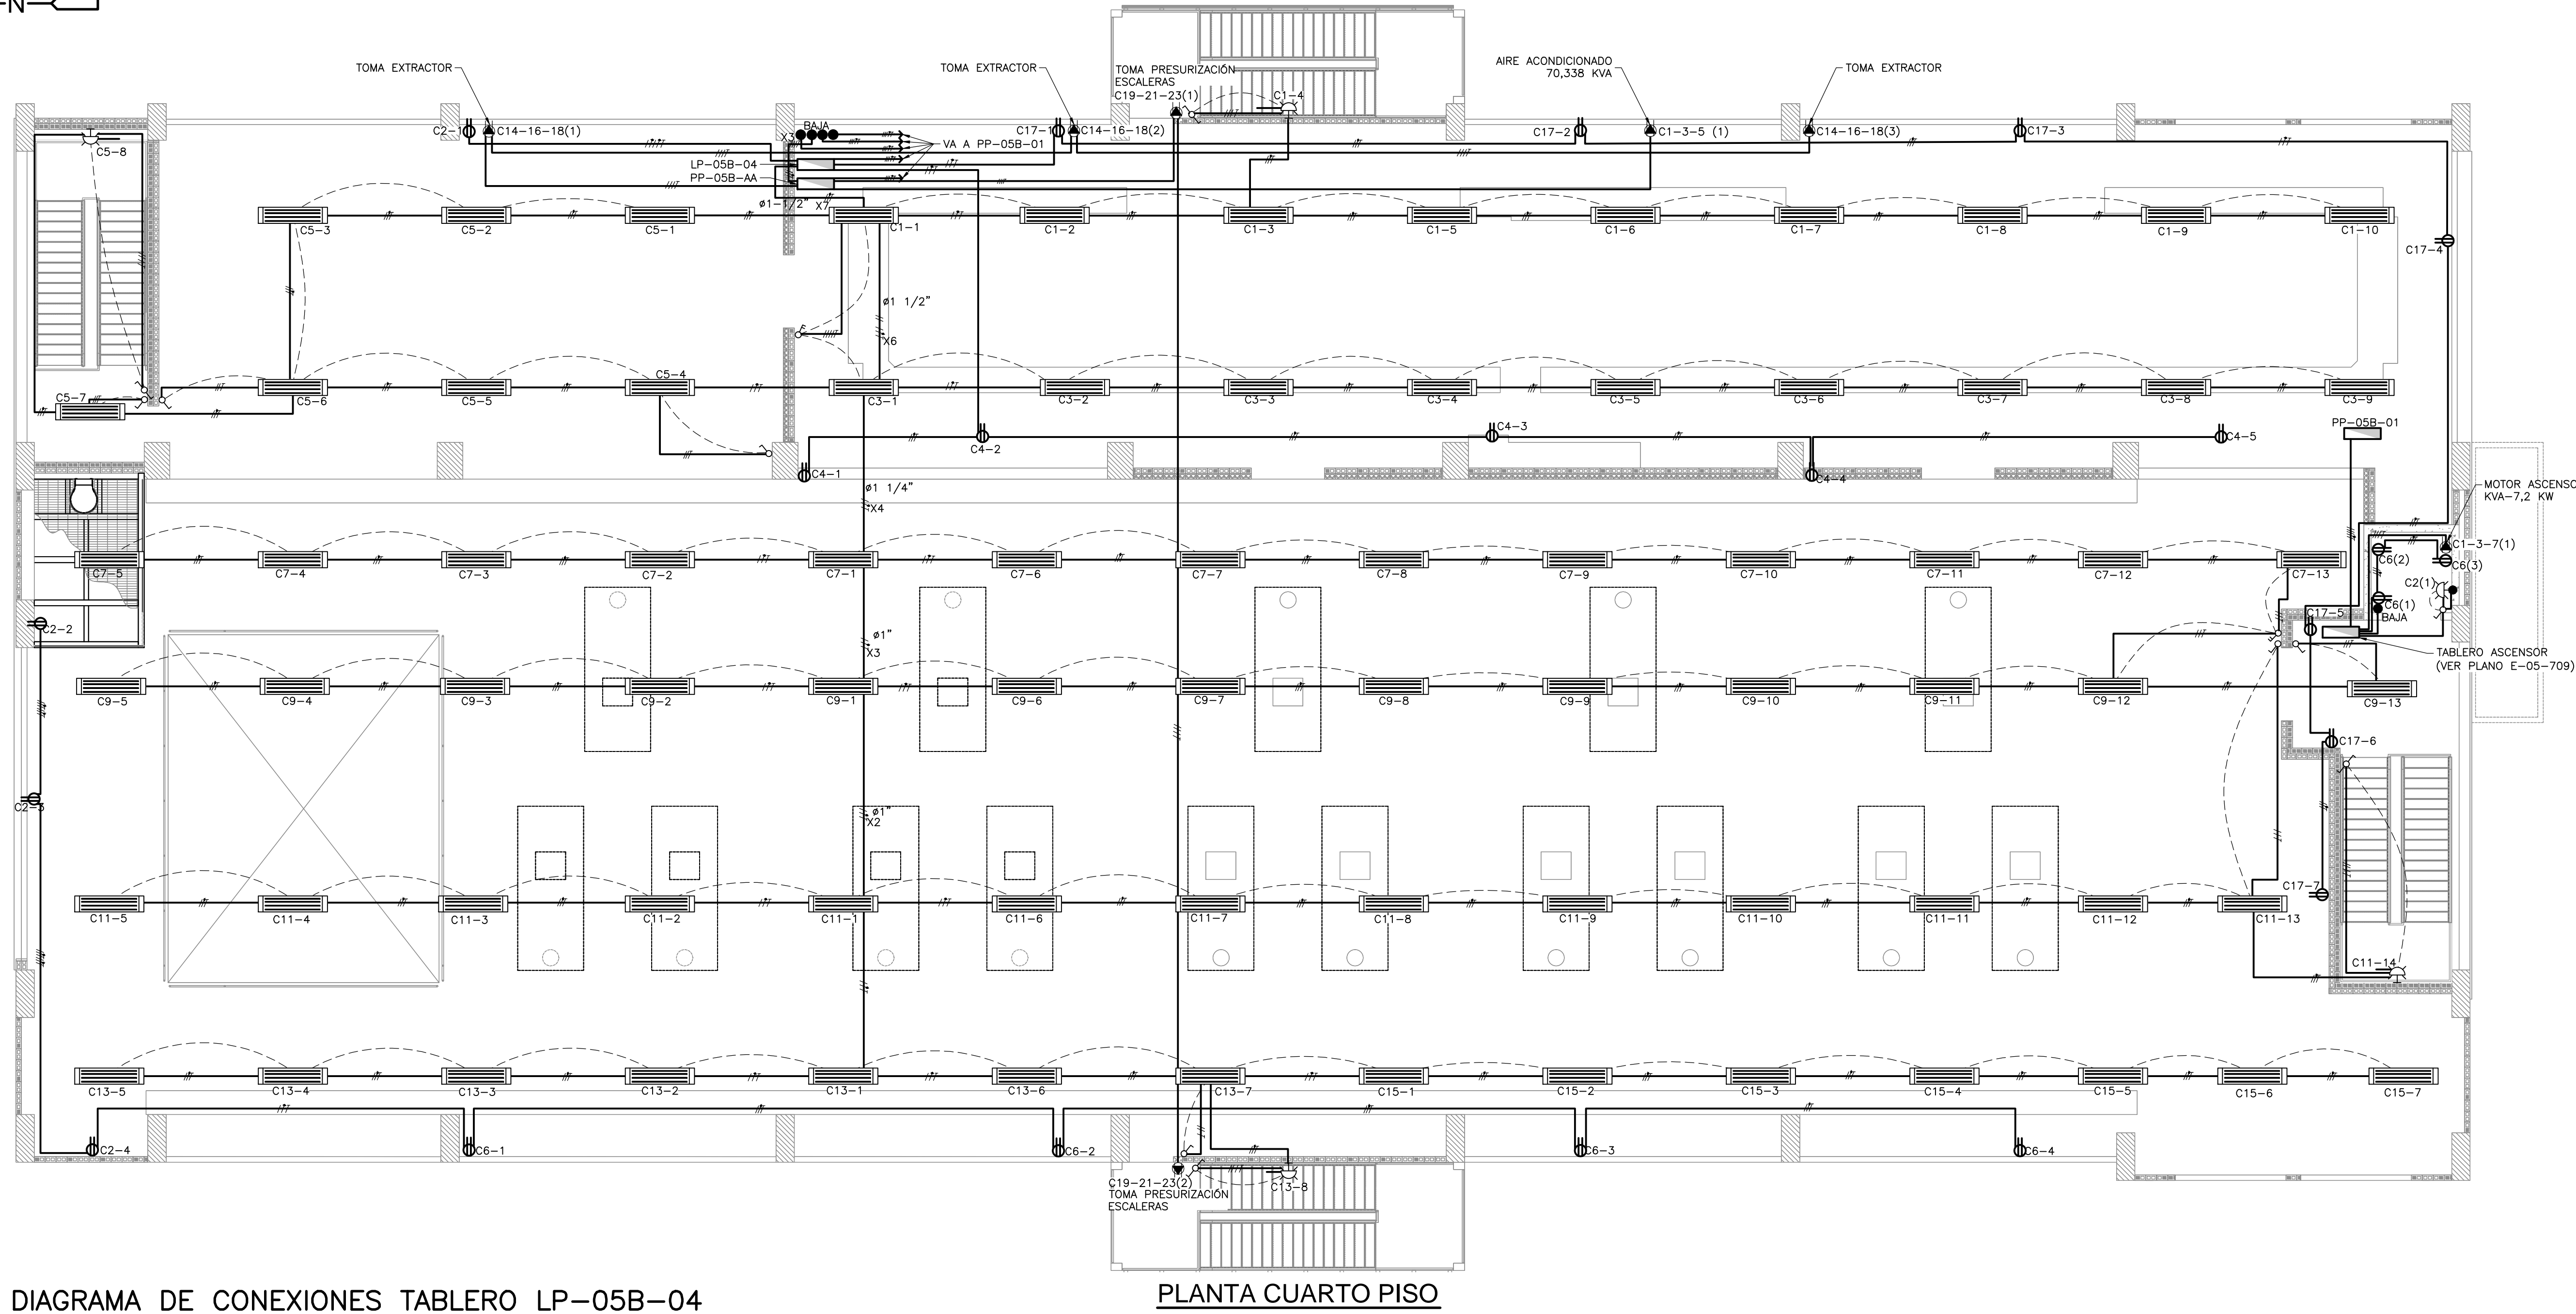 -N
TOMA EXTRACTOR
TOMA EXTRACTOR
TOMA PRESURIZACIÓN
ESCALERAS
C19-21-23(1)
C1-4
AIRE ACONDICIONADO
70,338 KVA
TOMA EXTRACTOR
C5-8
C2-1
C14-16-18(1)
X3
BAJA
VA A PP-05B-01
LP-05B-04
PP-05B-AA
C17-1
C14-16-18(2)
C17-2
C1-3-5 (1)
C14-16-18(3)
C17-3
ø1-1/2"
X7
C5-3
C5-2
C5-1
C1-1
C1-2
C1-3
C1-5
C1-6
C1-7
C1-8
C1-9
C1-10
C17-4
ø1 1/2"
X6
C5-7
C5-6
C5-5
C5-4
C3-1
C3-2
C3-3
C3-4
C3-5
C3-6
C3-7
C3-8
C3-9
C4-1
C4-2
C4-3
C4-4
C4-5
PP-05B-01
ø1 1/4"
X4
MOTOR ASCENSO
KVA-7,2 KW
C7-5
C7-4
C7-3
C7-2
C7-1
C7-6
C7-7
C7-8
C7-9
C7-10
C7-11
C7-12
C7-13
C1-3-7(1)
C6(2)
C6(3)
C2(1)
C6(1)
BAJA
C17-5
C2-2
ø1"
X3
TABLERO ASCENSOR
(VER PLANO E-05-709)
C9-5
C9-4
C9-3
C9-2
C9-1
C9-6
C9-7
C9-8
C9-9
C9-10
C9-11
C9-12
C9-13
C17-6
C2-3
ø1"
X2
C17-7
C11-5
C11-4
C11-3
C11-2
C11-1
C11-6
C11-7
C11-8
C11-9
C11-10
C11-11
C11-12
C11-13
C11-14
C13-5
C13-4
C13-3
C13-2
C13-1
C13-6
C13-7
C15-1
C15-2
C15-3
C15-4
C15-5
C15-6
C15-7
C2-4
C6-1
C6-2
C6-3
C6-4
C19-21-23(2)
TOMA PRESURIZACIÓN
ESCALERAS
C13-8
DIAGRAMA DE CONEXIONES TABLERO LP-05B-04
PLANTA CUARTO PISO